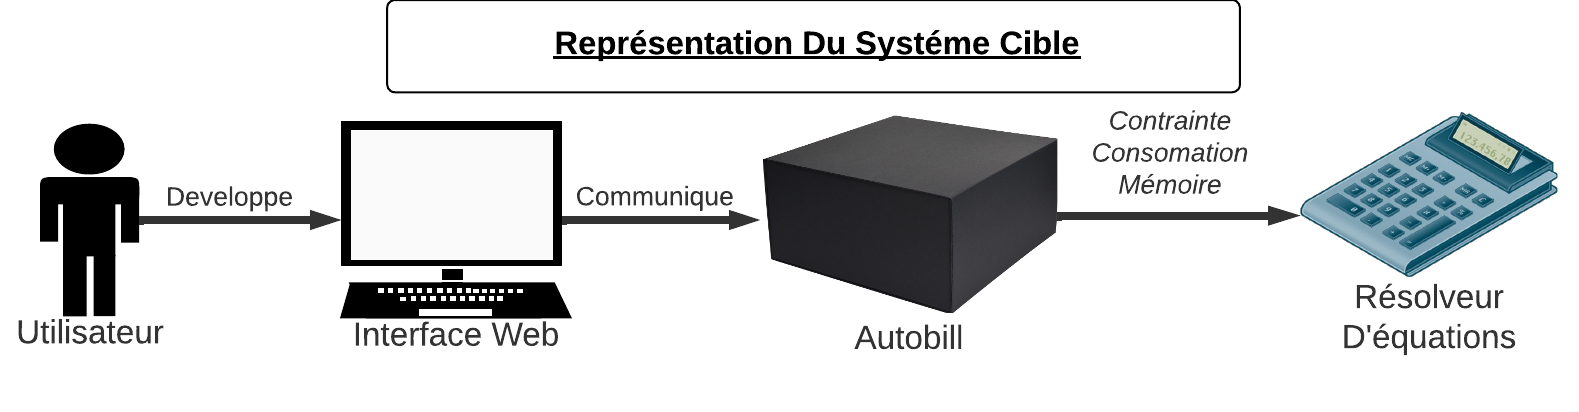 Représentation Du Systéme Cible
Developpe
Communique
Contrainte
Consomation
Mémoire
123,456,78
Utilisateur
Interface Web
Autobill
Résolveur
D'équations